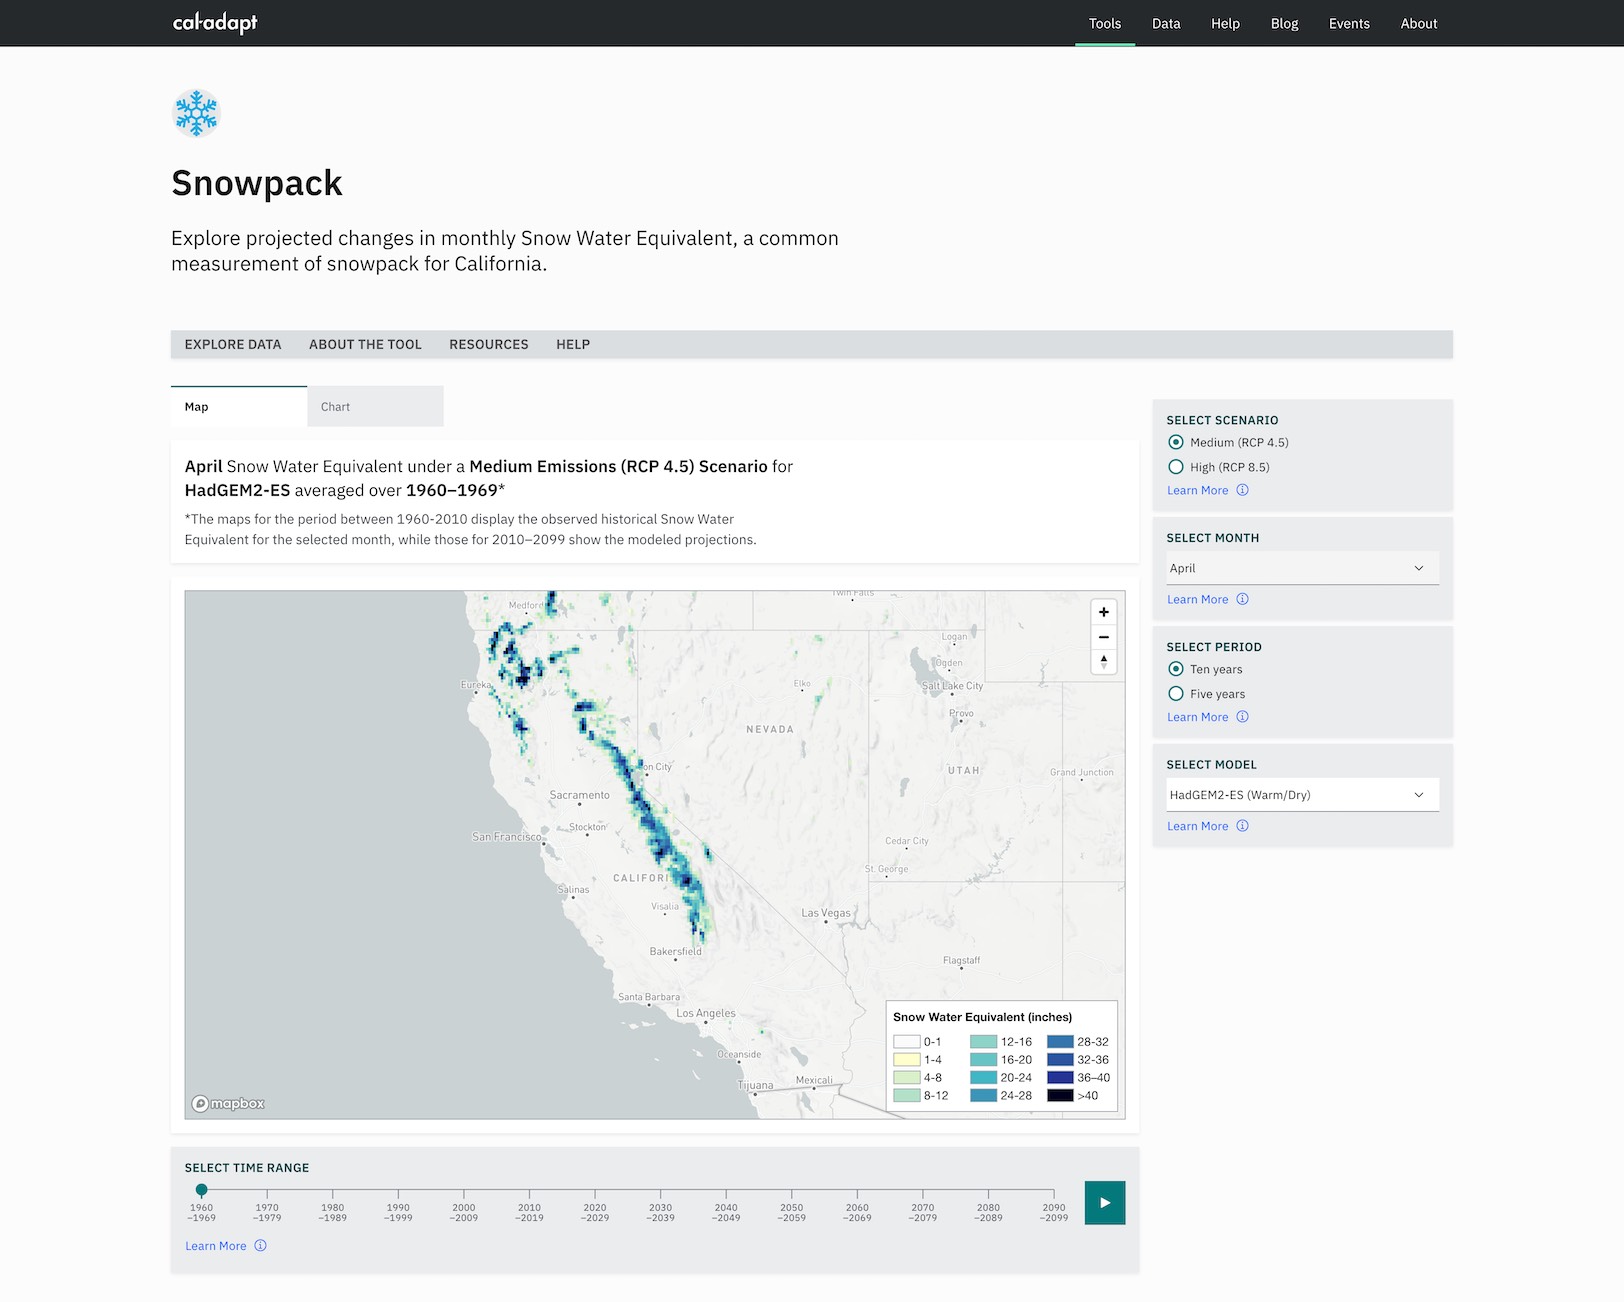 cal-adapt
Tools
Data
Help
Blog
Events
About
Snowpack
Explore projected changes in monthly Snow Water Equivalent, a common
measurement of snowpack for California.
EXPLORE DATA
ABOUT THE TOOL
RESOURCES
HELP
Map
Chart
April Snow Water Equivalent under a Medium Emissions (RCP 4.5) Scenario for
HadGEM2-ES averaged over 1960–1969*
*The maps for the period between 1960-2010 display the observed historical Snow Water
Equivalent for the selected month, while those for 2010–2099 show the modeled projections.
SELECT SCENARIO
Medium (RCP 4.5)
High (RCP 8.5)
Learn More
SELECT MONTH
April
Learn More
SELECT PERIOD
Ten years
Five years
Learn More
SELECT MODEL
HadGEM2-ES (Warm/Dry)
Learn More
Twin Falls
Medford
Logan
Ogden
Eureka
Elko
Salt Lake City
Provo
NEVADA
on City
UTAH
Grand Junction
Sacramento
Stockton
San Francisco
Cedar City
St. George
CALIFORI
Salinas
Visalia
Las Vegas
Bakersfield
Flagstaff
Santa Barbara
Los Angeles
Oceanside
Tijuana
Mexicali
mapbox
Snow Water Equivalent (inches)
0-1
1-4
4-8
8-12
12-16
16-20
20-24
24-28
28-32
32-36
36–40
>40
SELECT TIME RANGE
1960
–1969
1970
–1979
1980
–1989
1990
–1999
2000
–2009
2010
–2019
2020
–2029
2030
–2039
2040
–2049
2050
–2059
2060
–2069
2070
–2079
2080
–2089
2090
–2099
Learn More